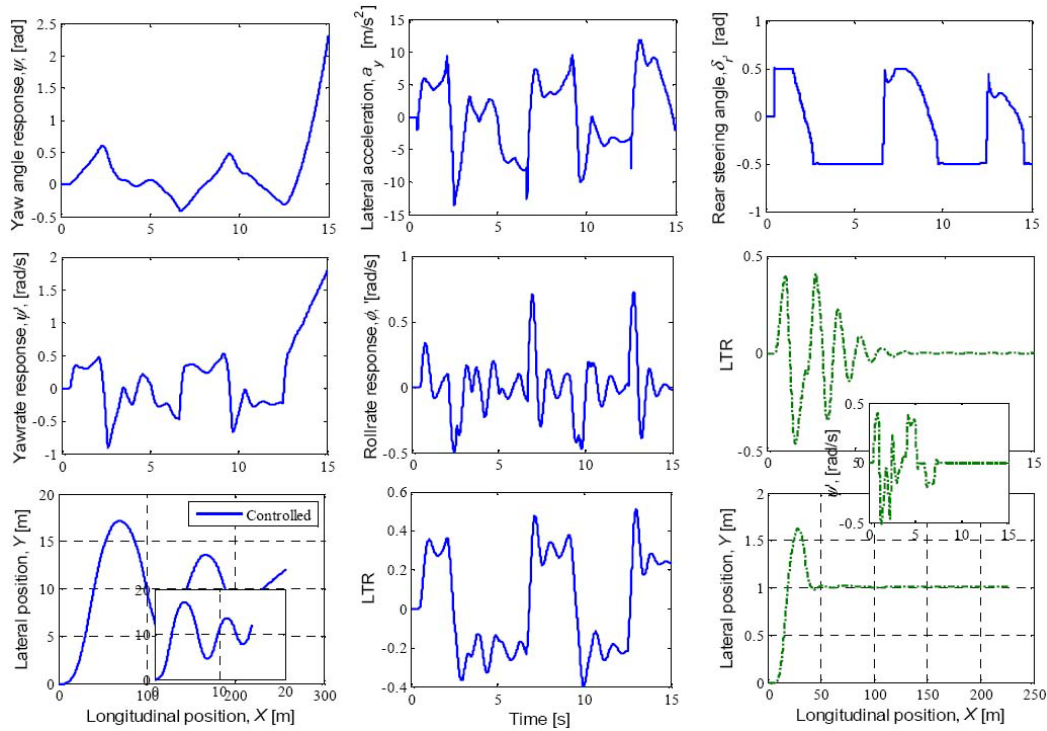 Yaw angle response, ψ, [rad]
2.5
2
1.5
1
0.5
0
-0.5
0 5 10 15
Lateral acceleration, a_y [m/s²]
15
10
5
0
-5
-10
-15
0 5 10 15
Rear steering angle, δ_r, [rad]
1
0.5
0
-0.5
-1
0 5 10 15
Yawrate response, ψ', [rad/s]
2
1.5
1
0.5
0
-0.5
-1
0 5 10 15
Rollrate response, ϕ, '[rad/s]
1
0.5
0
-0.5
0 5 10 15
LTR
0.5
0
-0.5
0 5 15
ψ', [rad/s]
0.5
0
-0.5
0 5 10 15
Lateral position, Y [m]
20
15
10
5
0
0 100 200 300
Controlled
20
10
0
0 10 20
Longitudinal position, X [m]
LTR
0.6
0.4
0.2
0
-0.2
-0.4
0 5 10 15
Time [s]
Lateral position, Y [m]
2
1.5
1
0.5
0
0 50 100 150 200 250
Longitudinal position, X [m]